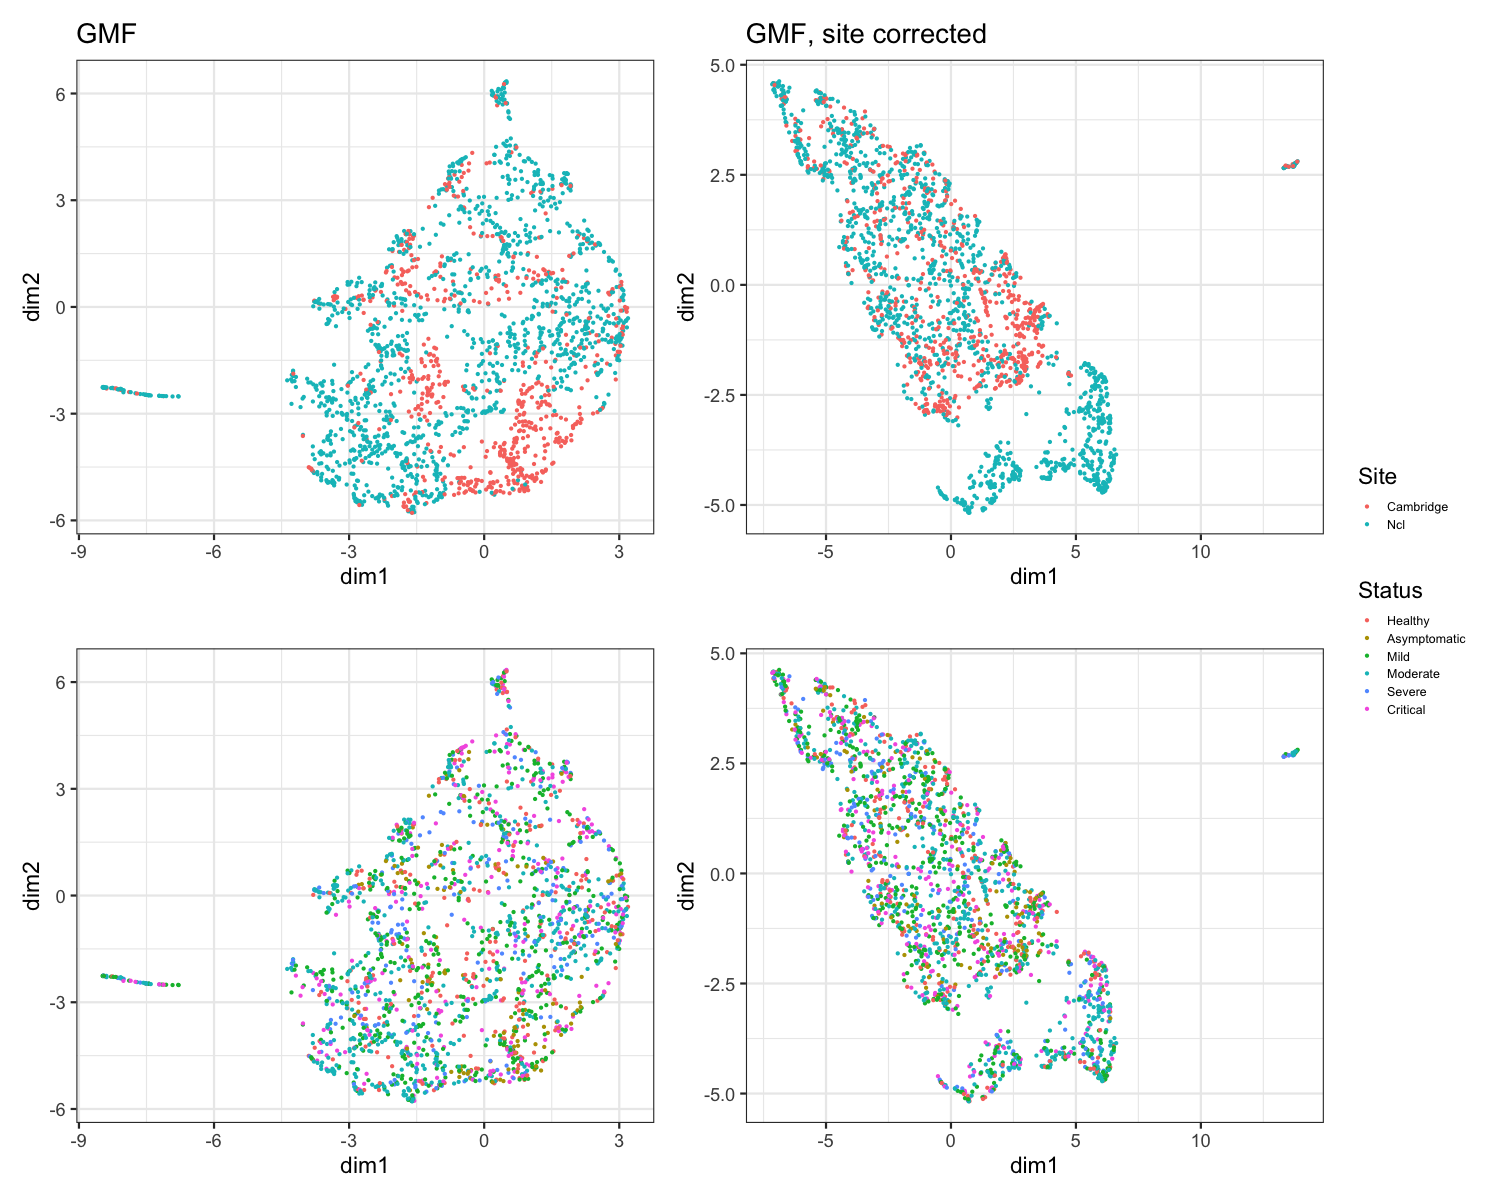 GMF
GMF, site corrected
dim2
6
3
0
-3
-6
-9
-6
-3
0
3
dim1
dim2
5.0
2.5
0.0
-2.5
-5.0
-5
0
5
10
dim1
Site
Cambridge
Ncl
Status
Healthy
Asymptomatic
Mild
Moderate
Severe
Critical
dim2
6
3
0
-3
-6
-9
-6
-3
0
3
dim1
dim2
5.0
2.5
0.0
-2.5
-5.0
-5
0
5
10
dim1